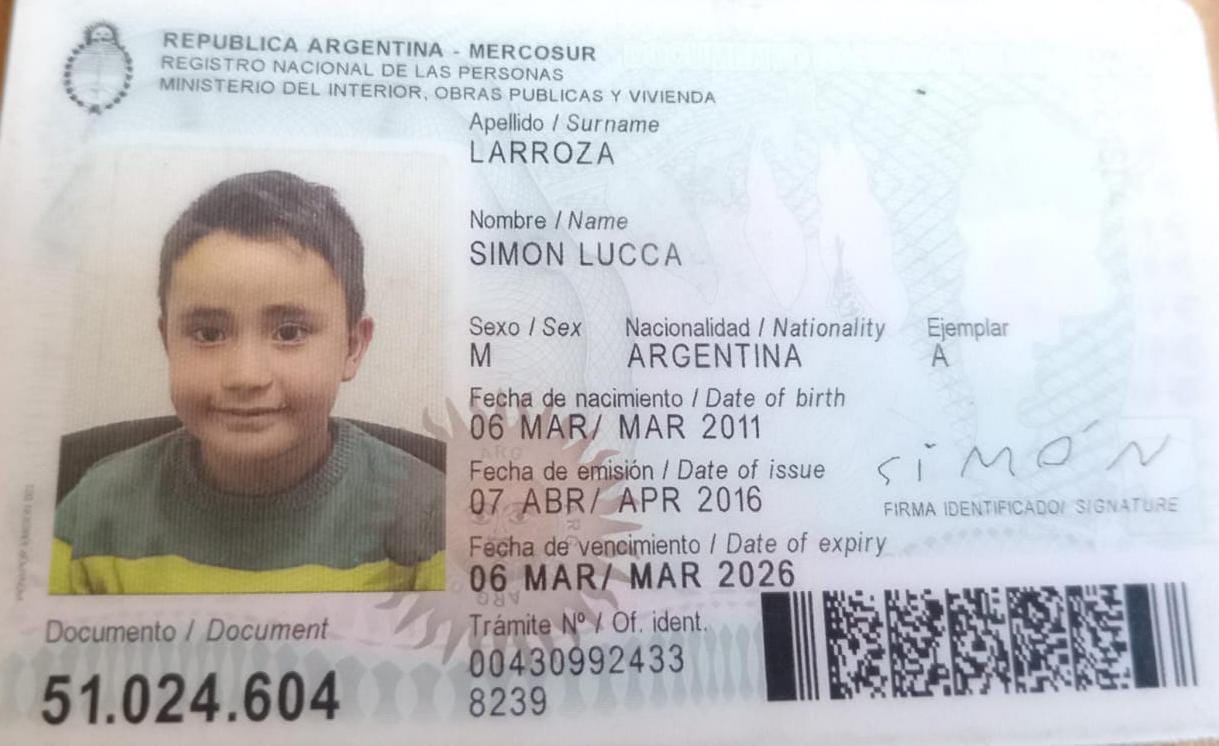 REPUBLICA ARGENTINA - MERCOSUR
REGISTRO NACIONAL DE LAS PERSONAS
MINISTERIO DEL INTERIOR, OBRAS PUBLICAS Y VIVIENDA
Apellido / Surname
LARROZA
Nombre / Name
SIMON LUCCA
Sexo / Sex Nacionalidad / Nationality Ejemplar
M ARGENTINA A
Fecha de nacimiento / Date of birth
06 MAR/ MAR 2011
Fecha de emisión / Date of issue
07 ABR/ APR 2016
SIMÓN
FIRMA IDENTIFICADO/ SIGNATURE
Fecha de vencimiento / Date of expiry
06 MAR/ MAR 2026
Documento / Document
51.024.604
Trámite Nº / Of. ident.
00430992433
8239